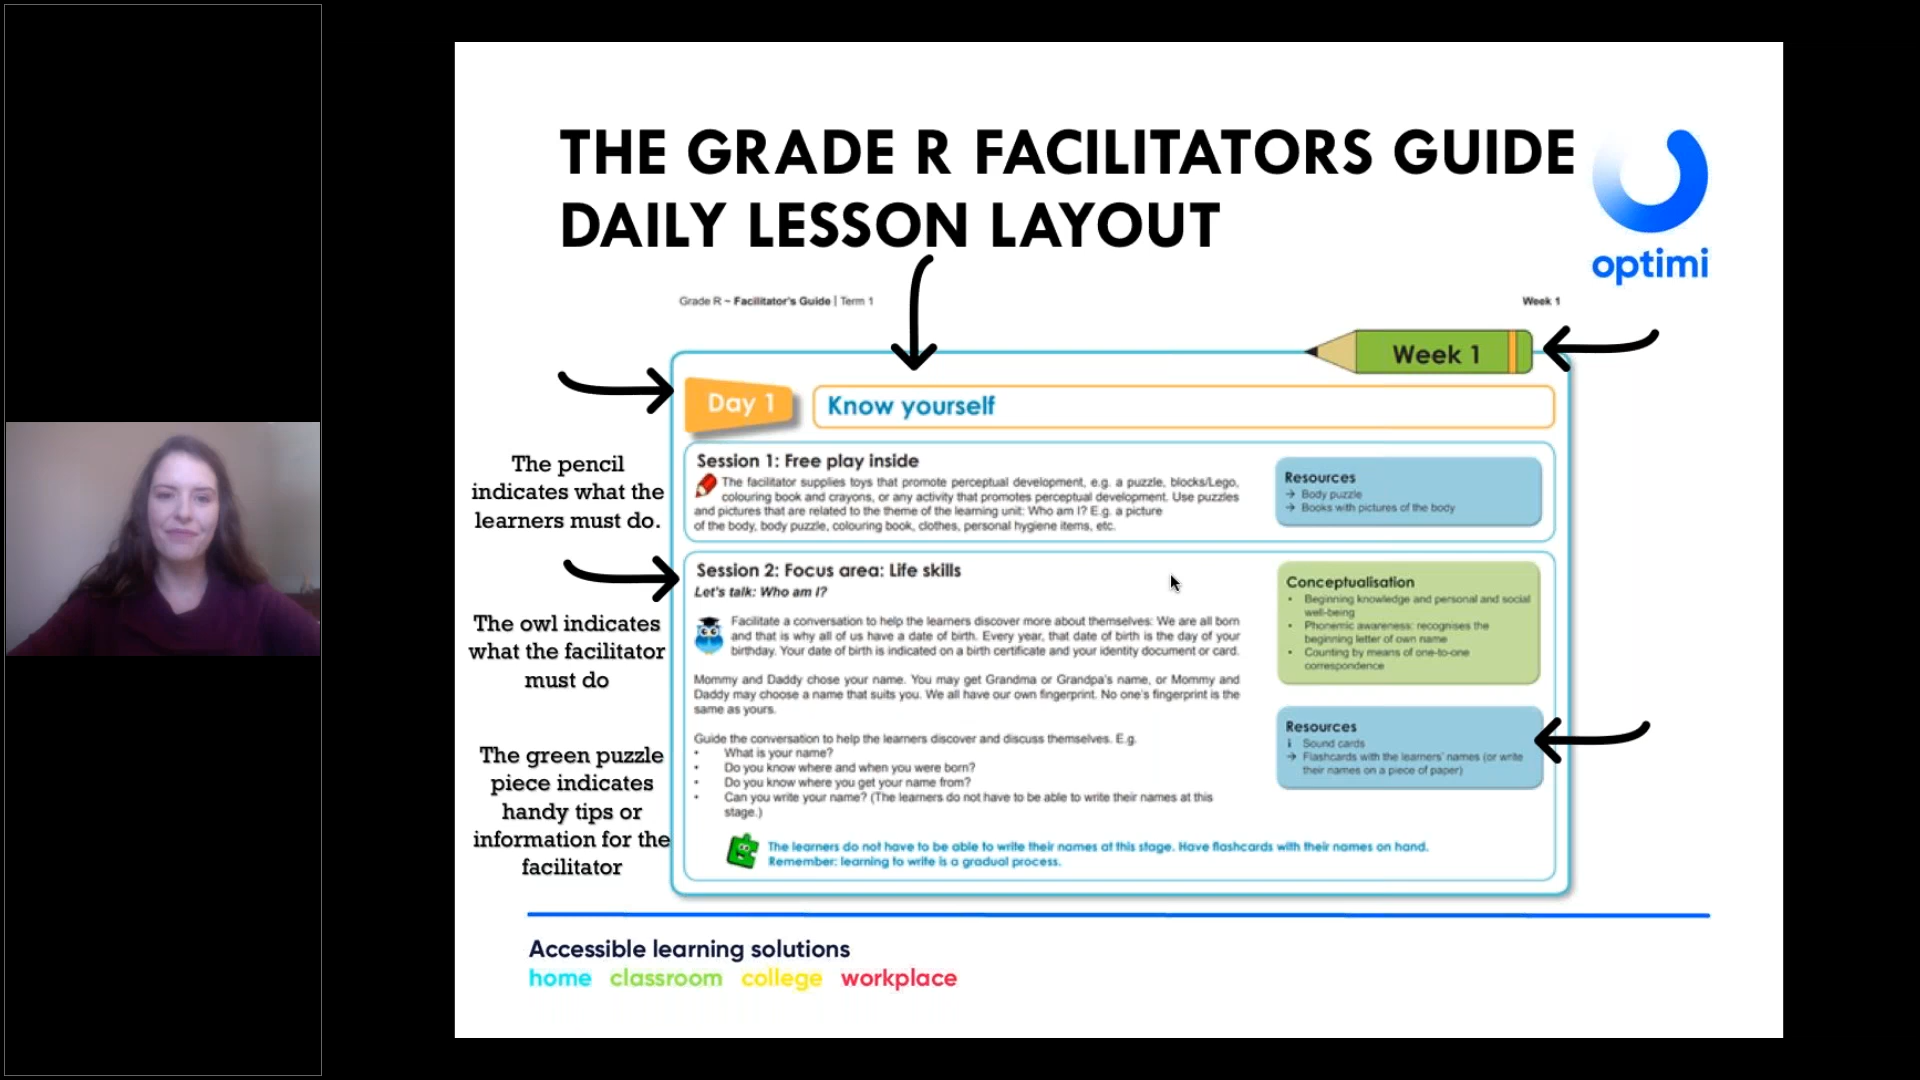 THE GRADE R FACILITATORS GUIDE
DAILY LESSON LAYOUT
optimi
Grade R ~ Facilitator's Guide | Term 1
Week 1
Week 1
Day 1
Know yourself
The pencil
indicates what the
learners must do.
The owl indicates
what the facilitator
must do
The green puzzle
piece indicates
handy tips or
information for the
facilitator
Session 1: Free play inside
The facilitator supplies toys that promote perceptual development, e.g. a puzzle, blocks/Lego,
colouring book and crayons, or any activity that promotes perceptual development. Use puzzles
and pictures that are related to the theme of the learning unit: Who am I? E.g. a picture
of the body, body puzzle, colouring book, clothes, personal hygiene items, etc.
Resources
→ Body puzzle
→ Books with pictures of the body
Session 2: Focus area: Life skills
Let's talk: Who am I?
Facilitate a conversation to help the learners discover more about themselves: We are all born
and that is why all of us have a date of birth. Every year, that date of birth is the day of your
birthday. Your date of birth is indicated on a birth certificate and your identity document or card.
Mommy and Daddy chose your name. You may get Grandma or Grandpa's name, or Mommy and
Daddy may choose a name that suits you. We all have our own fingerprint. No one's fingerprint is the
same as yours.
Guide the conversation to help the learners discover and discuss themselves. E.g.
• What is your name?
• Do you know where and when you were born?
• Do you know where you get your name from?
• Can you write your name? (The learners do not have to be able to write their names at this
stage.)
The learners do not have to be able to write their names at this stage. Have flashcards with their names on hand.
Remember: learning to write is a gradual process.
Conceptualisation
• Beginning knowledge and personal and social
well-being
• Phonemic awareness: recognises the
beginning letter of own name
• Counting by means of one-to-one
correspondence
Resources
Sound cards
→ Flashcards with the learners' names (or write
their names on a piece of paper)
Accessible learning solutions
home classroom college workplace